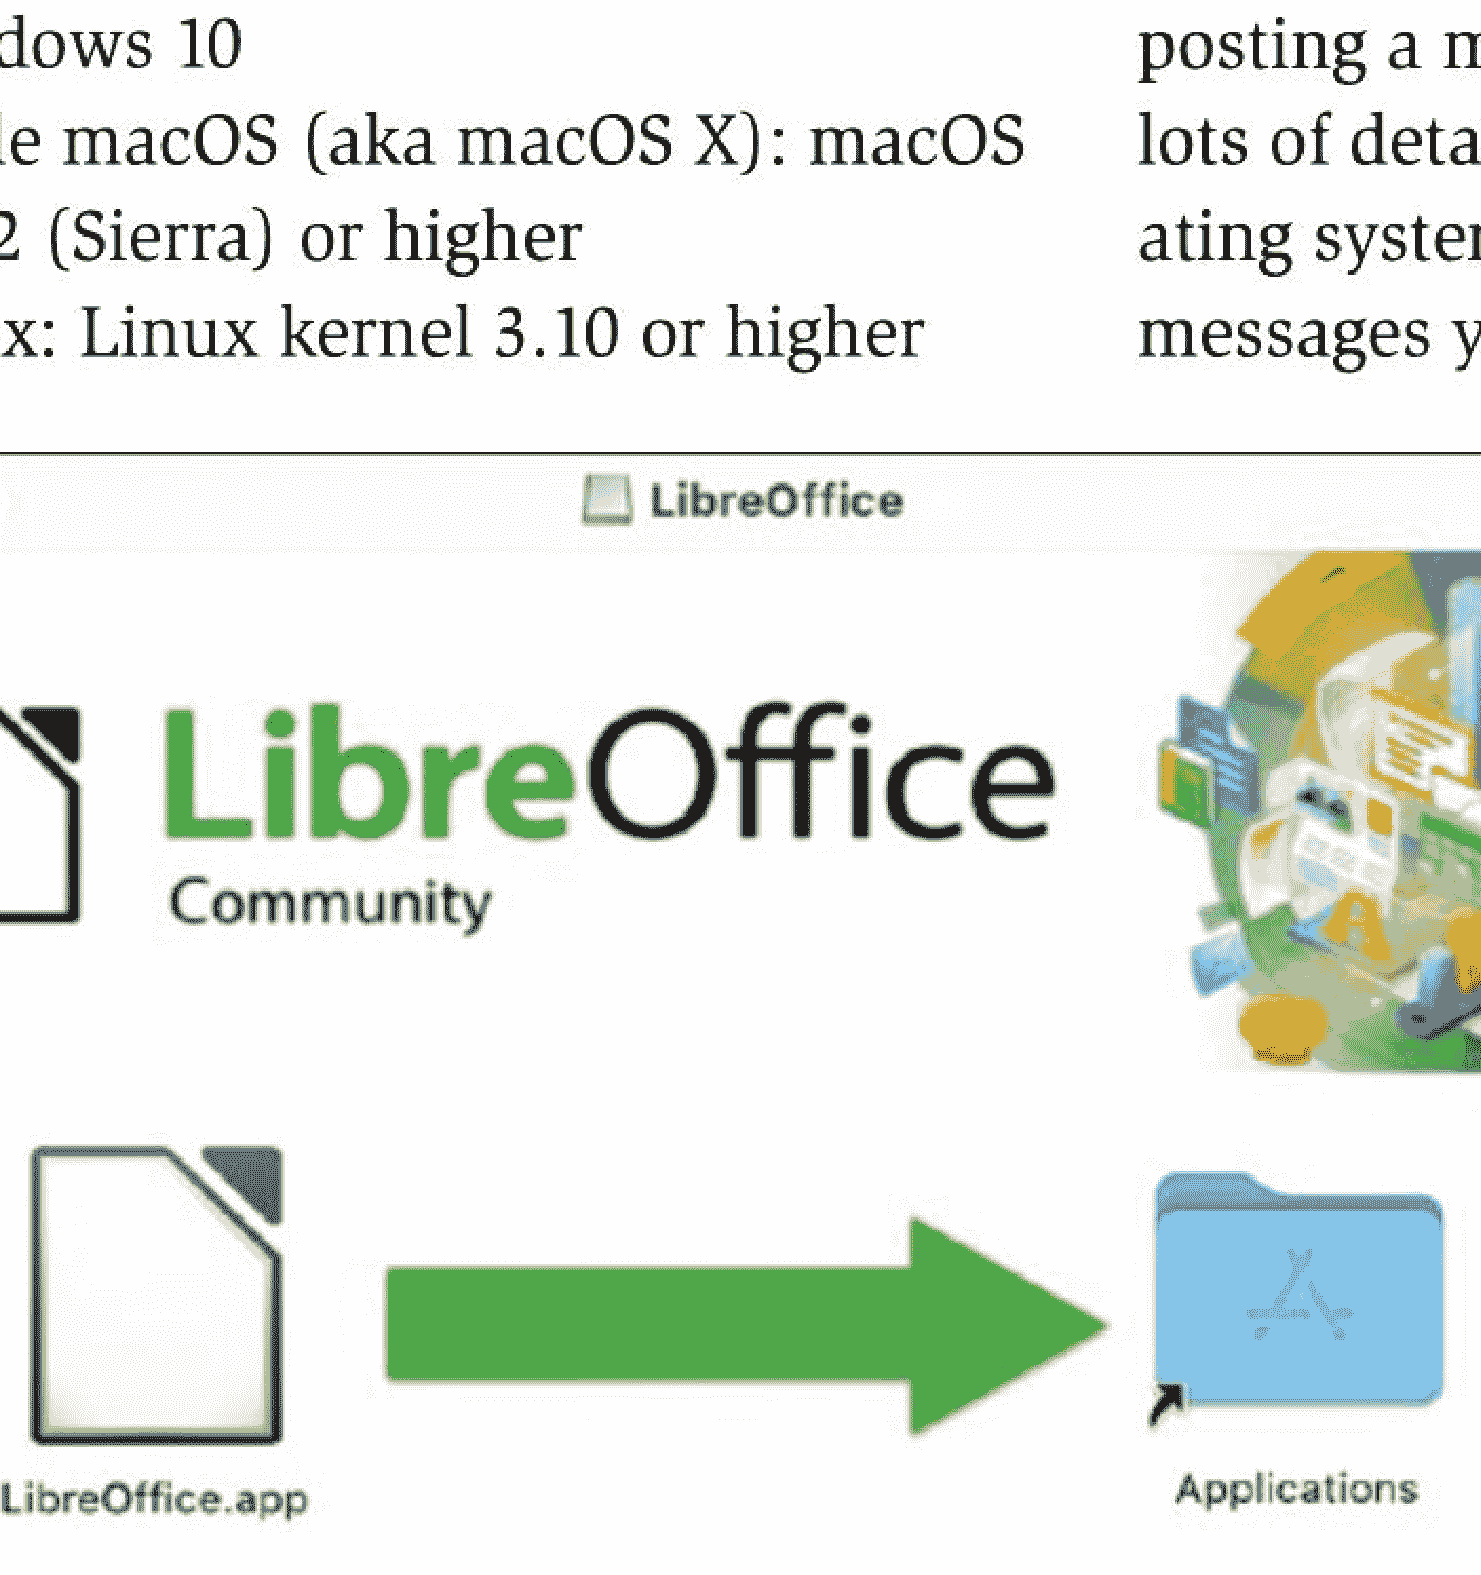 dows 10
le macOS (aka macOS X): macOS
2 (Sierra) or higher
x: Linux kernel 3.10 or higher
posting a m
lots of deta
ating system
messages y
LibreOffice
LibreOffice
Community
LibreOffice.app
Applications